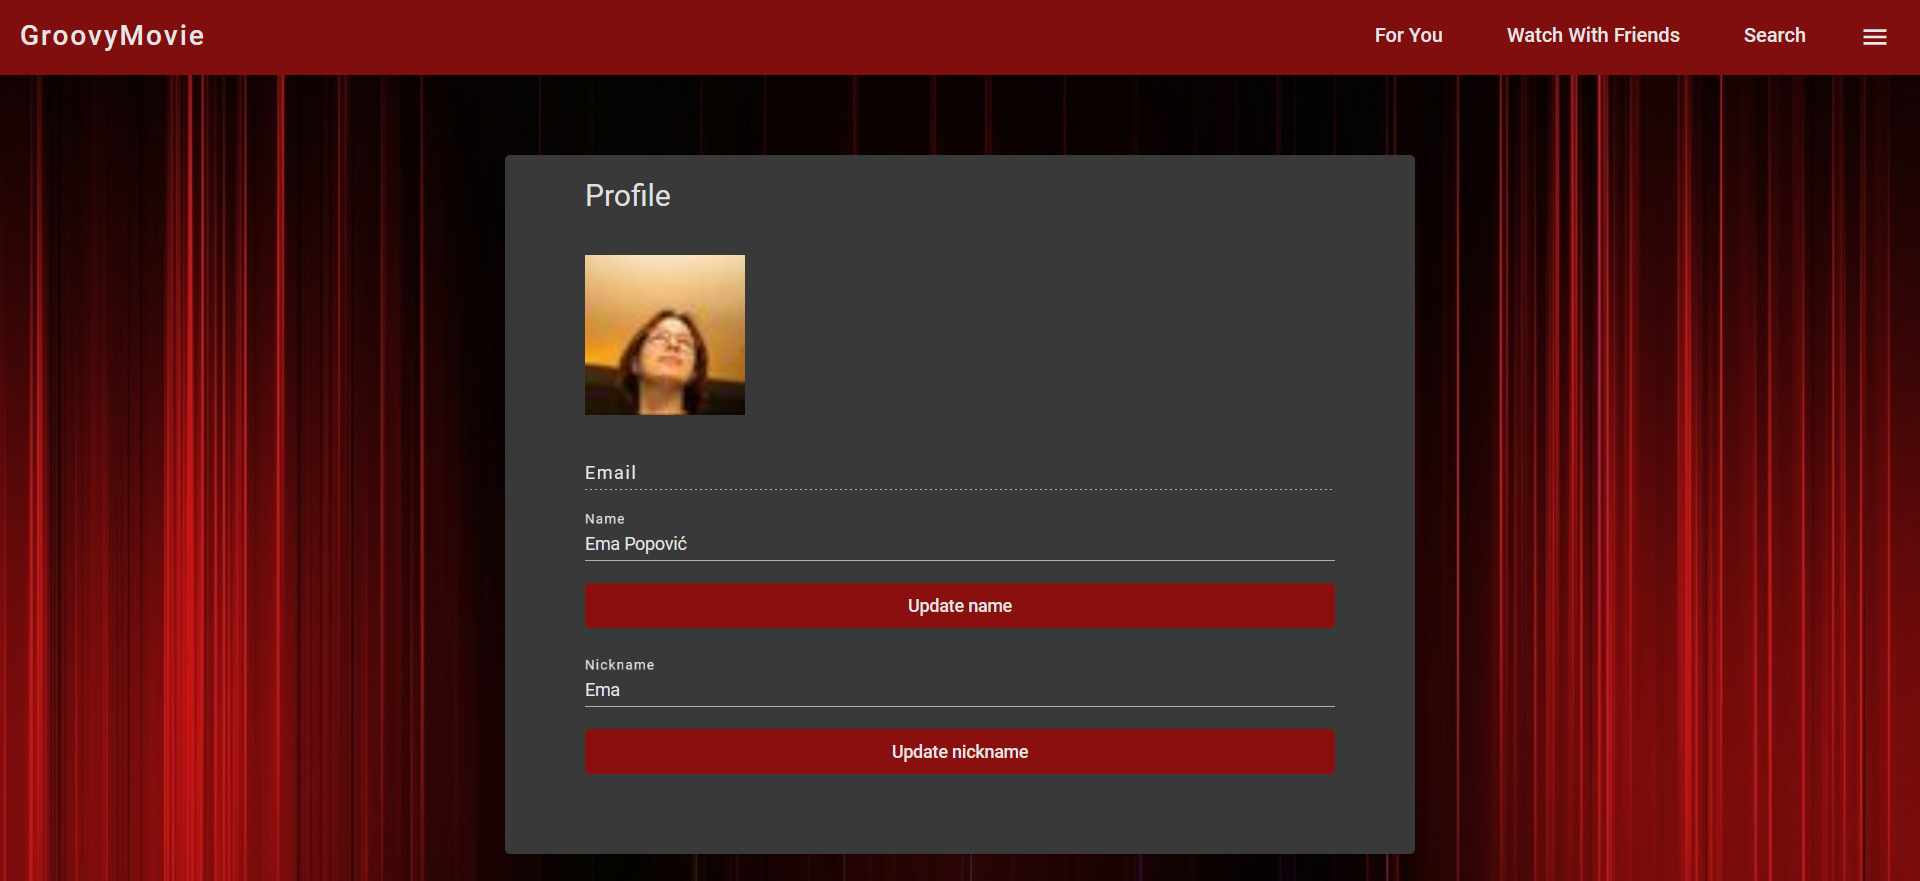 GroovyMovie
For You
Watch With Friends
Search
Profile
Email
Name
Ema Popović
Update name
Nickname
Ema
Update nickname